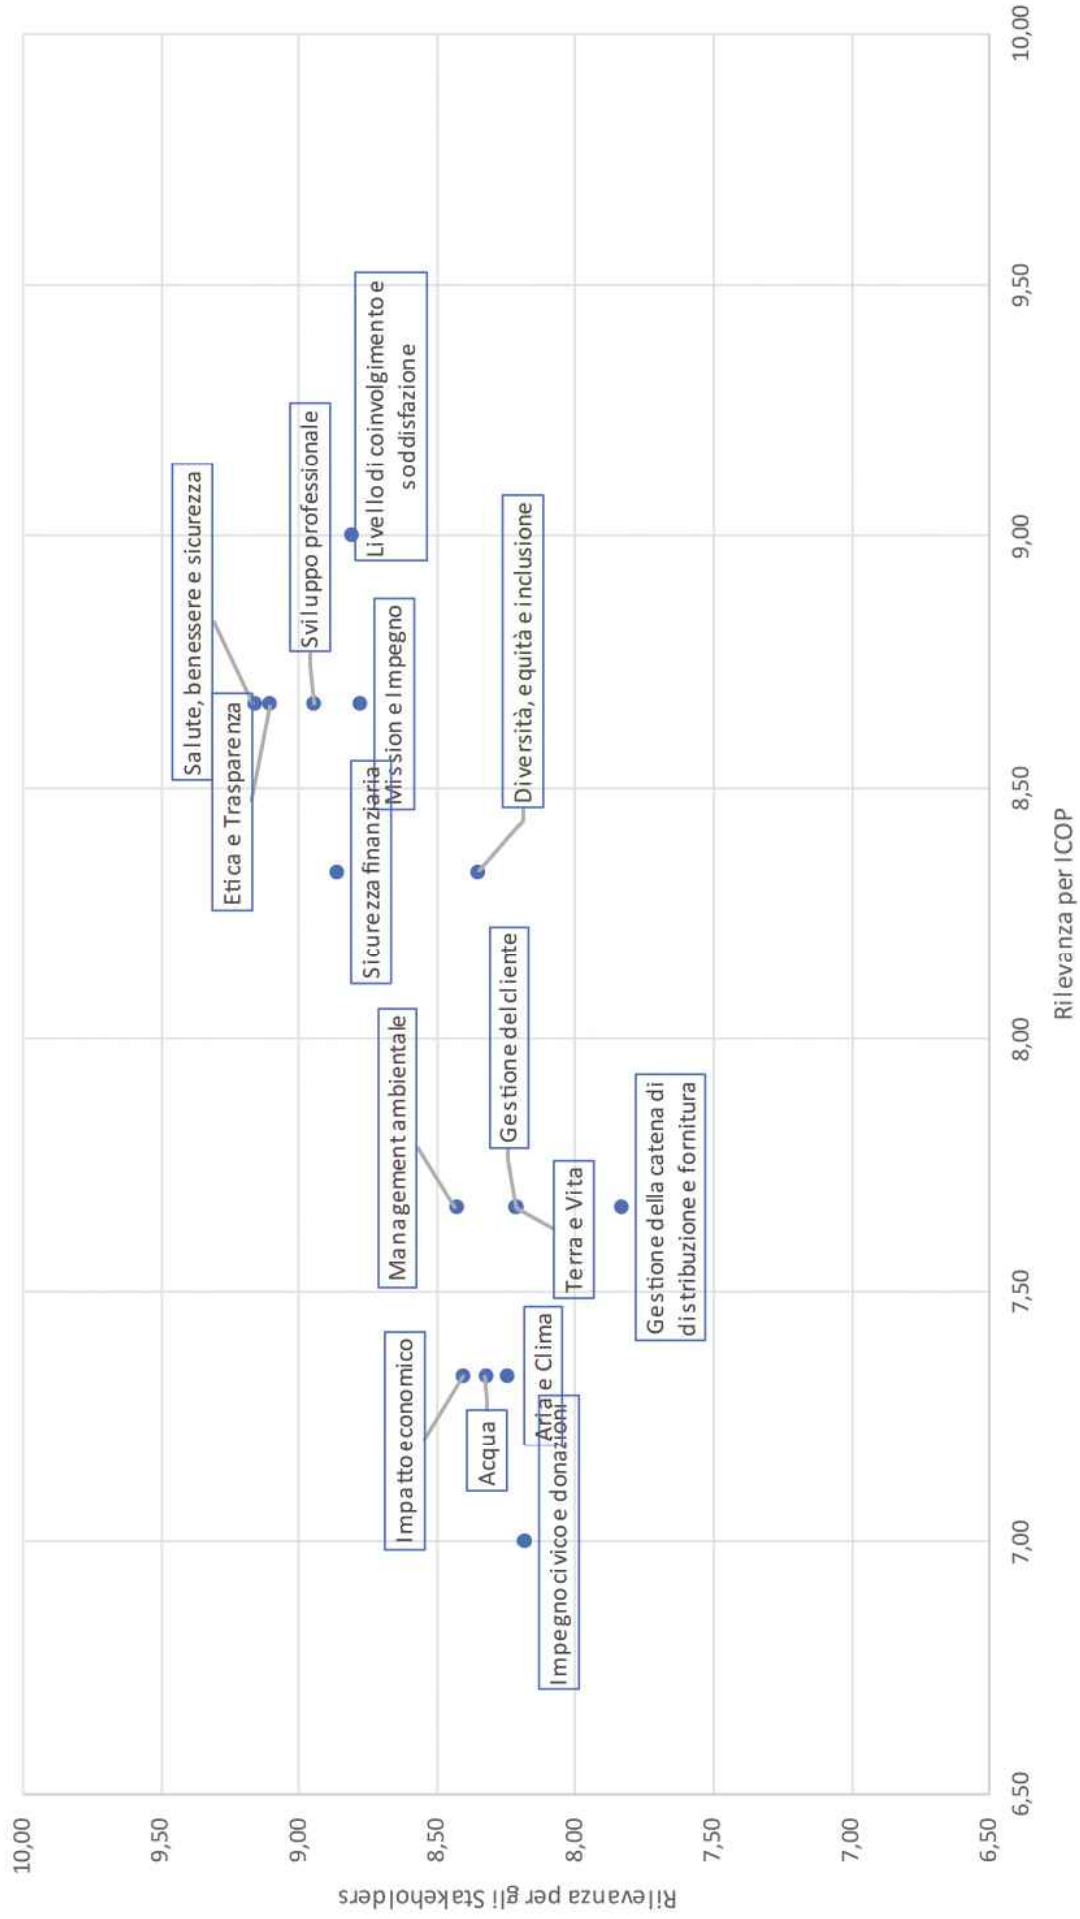 10,00
9,50
9,00
8,50
8,00
7,50
7,00
6,50
Rilevanza per gli Stakeholders
Salute, benessere e sicurezza
Etica e Trasparenza
Sviluppo professionale
Livello di coinvolgimento e
soddisfazione
Mission e Impegno
Sicurezza finanziaria
Diversità, equità e inclusione
Management ambientale
Gestione del cliente
Impatto economico
Acqua
Terra e Vita
Aria e Clima
Impegno civico e donazioni
Gestione della catena di
distribuzione e fornitura
6,50
7,00
7,50
8,00
8,50
9,00
9,50
10,00
Rilevanza per ICOP